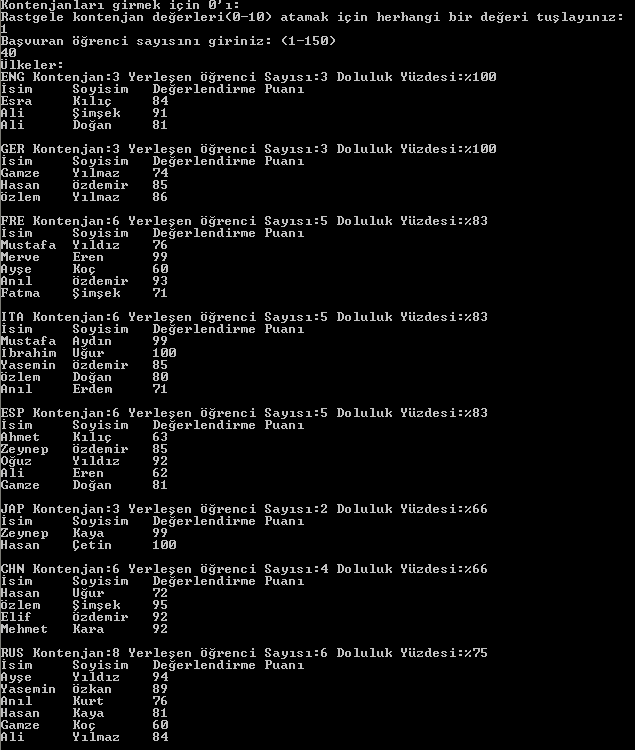 Kontenjanları girmek için 0'ı:
Rastgele kontenjan değerleri(0-10) atamak için herhangi bir değeri tuşlayınız:
1
Başvuran öğrenci sayısını giriniz: (1-150)
40
Ülkeler:
ENG Kontenjan:3 Yerleşen öğrenci Sayısı:3 Doluluk Yüzdesi:%100
İsim Soyisim Değerlendirme Puanı
Esra Kılıç 84
Ali Şimşek 91
Ali Doğan 81

GER Kontenjan:3 Yerleşen öğrenci Sayısı:3 Doluluk Yüzdesi:%100
İsim Soyisim Değerlendirme Puanı
Gamze Yılmaz 74
Hasan özdemir 85
özlem Yılmaz 86

FRE Kontenjan:6 Yerleşen öğrenci Sayısı:5 Doluluk Yüzdesi:%83
İsim Soyisim Değerlendirme Puanı
Mustafa Yıldız 76
Merve Eren 99
Ayşe Koç 60
Anıl özdemir 93
Fatma Şimşek 71

ITA Kontenjan:6 Yerleşen öğrenci Sayısı:5 Doluluk Yüzdesi:%83
İsim Soyisim Değerlendirme Puanı
Mustafa Aydın 99
İbrahim Uğur 100
Yasemin özdemir 85
özlem Doğan 80
Anıl Erdem 71

ESP Kontenjan:6 Yerleşen öğrenci Sayısı:5 Doluluk Yüzdesi:%83
İsim Soyisim Değerlendirme Puanı
Ahmet Kılıç 63
Zeynep özdemir 85
Oğuz Yıldız 92
Ali Eren 62
Gamze Doğan 81

JAP Kontenjan:3 Yerleşen öğrenci Sayısı:2 Doluluk Yüzdesi:%66
İsim Soyisim Değerlendirme Puanı
Zeynep Kaya 99
Hasan Çetin 100

CHN Kontenjan:6 Yerleşen öğrenci Sayısı:4 Doluluk Yüzdesi:%66
İsim Soyisim Değerlendirme Puanı
Hasan Uğur 72
özlem Şimşek 95
Elif özdemir 92
Mehmet Kara 92

RUS Kontenjan:8 Yerleşen öğrenci Sayısı:6 Doluluk Yüzdesi:%75
İsim Soyisim Değerlendirme Puanı
Ayşe Yıldız 94
Yasemin özkan 89
Anıl Kurt 76
Hasan Kaya 81
Gamze Koç 60
Ali Yılmaz 84